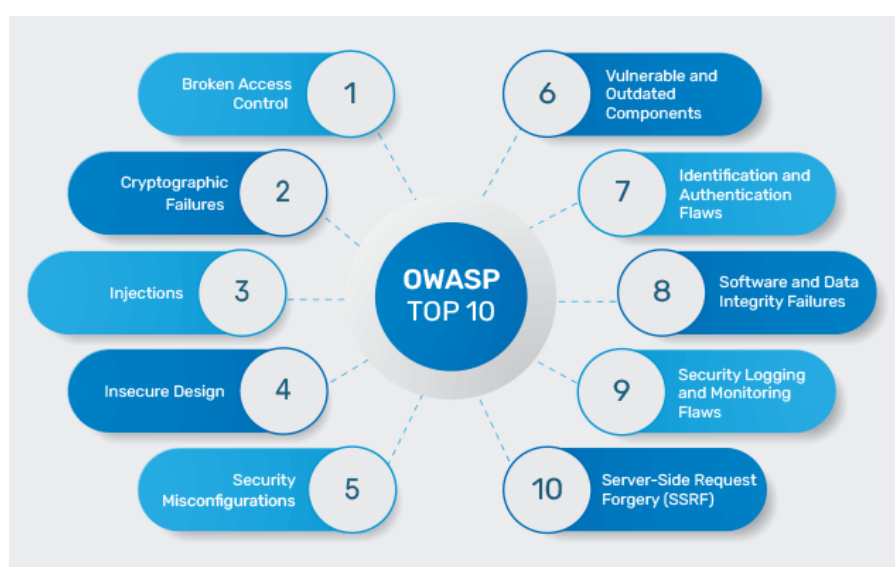 Broken Access
Control
1
Cryptographic
Failures
2
Injections
3
Insecure Design
4
Security
Misconfigurations
5
OWASP
TOP 10
6
Vulnerable and
Outdated
Components
7
Identification and
Authentication
Flaws
8
Software and Data
Integrity Failures
9
Security Logging
and Monitoring
Flaws
10
Server-Side Request
Forgery (SSRF)